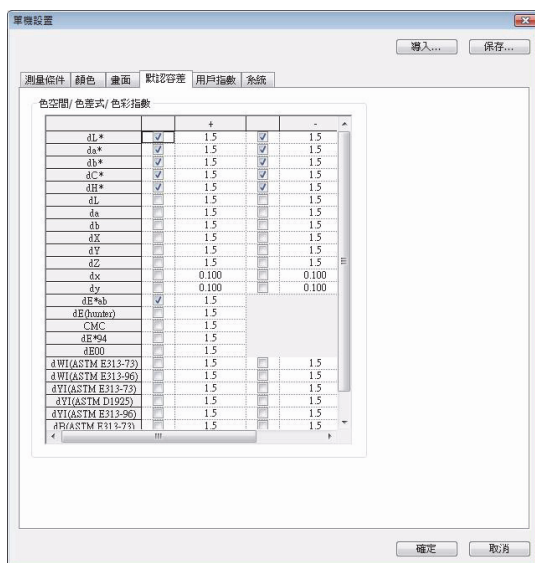 單機設置
導入... 保存...
測量條件 顏色 畫面 默認容差 用戶指數 系統
色空間/ 色差式/ 色彩指數
+ -
dL* 1.5 1.5
da* 1.5 1.5
db* 1.5 1.5
dC* 1.5 1.5
dH* 1.5 1.5
dL 1.5 1.5
da 1.5 1.5
db 1.5 1.5
dX 1.5 1.5
dY 1.5 1.5
dZ 1.5 1.5
dx 0.100 0.100
dy 0.100 0.100
dE*ab 1.5
dE(hunter) 1.5
CMC 1.5
dE*94 1.5
dE00 1.5
dWI(ASTM E313-73) 1.5 1.5
dWI(ASTM E313-96) 1.5 1.5
dYI(ASTM E313-73) 1.5 1.5
dYI(ASTM D1925) 1.5 1.5
dYI(ASTM E313-96) 1.5 1.5
dB(ASTM E313-73) 1.5 1.5
確定 取消